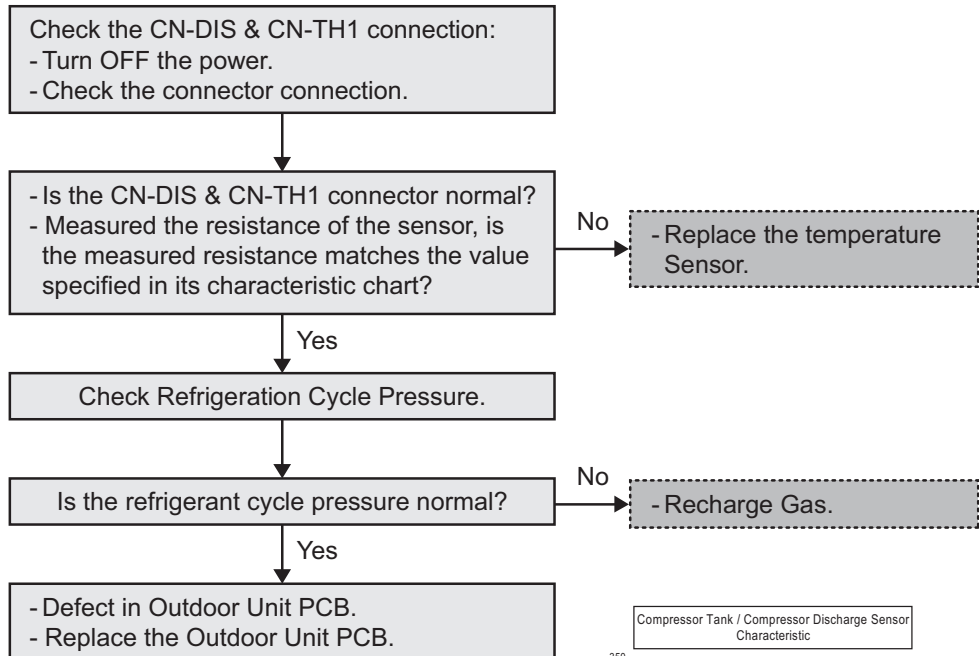 Check the CN-DIS & CN-TH1 connection:
- Turn OFF the power.
- Check the connector connection.
- Is the CN-DIS & CN-TH1 connector normal?
- Measured the resistance of the sensor, is
the measured resistance matches the value
specified in its characteristic chart?
No
- Replace the temperature
Sensor.
Yes
Check Refrigeration Cycle Pressure.
Is the refrigerant cycle pressure normal?
No
- Recharge Gas.
Yes
- Defect in Outdoor Unit PCB.
- Replace the Outdoor Unit PCB.
Compressor Tank / Compressor Discharge Sensor
Characteristic